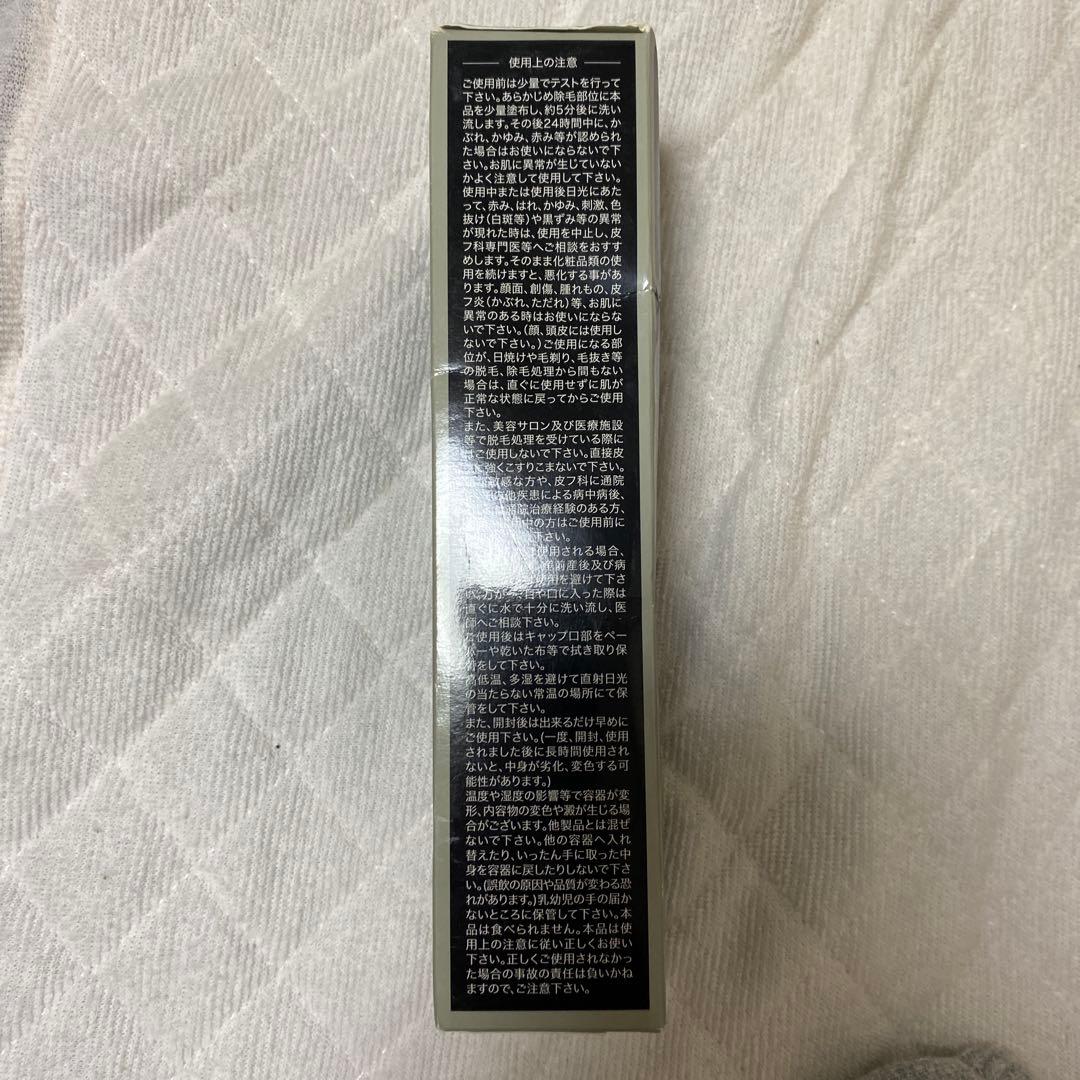 使用上の注意
ご使用前は少量でテストを行って
下さい。あらかじめ除毛部位に本
品を少量塗布し、約5分後に洗い
流します。その後24時間中に、か
ぶれ、かゆみ、赤み等が認められ
た場合はお使いにならないで下
さい。お肌に異常が生じていない
かよく注意して使用して下さい。
使用中または使用後日光にあた
って、赤み、はれ、かゆみ、刺激、色
抜け(白斑等)や黒ずみ等の異常
が現れた時は、使用を中止し、皮
フ科専門医等へご相談をおすす
めします。そのまま化粧品類の使
用を続けますと、悪化する事があ
ります。顔面、創傷、腫れもの、皮
フ炎(かぶれ、ただれ)等、お肌に
異常のある時はお使いにならな
いで下さい。(顔、頭皮には使用し
ないで下さい。)ご使用になる部
位が、日焼けや毛剃り、毛抜き等
の脱毛、除毛処理から間もない
場合は、直ぐに使用せずに肌が
正常な状態に戻ってからご使用
下さい。
また、美容サロン及び医療施設
等で脱毛処理を受けている際に
はご使用しないで下さい。直接皮
に強くこすりこまないで下さい。
敏感な方や、皮フ科に通院
他疾患による病中病後、
院治療経験のある方、
中の方はご使用前に
下さい。
使用される場合、
産前産後及び病
を避けて下さ
い。万が一、目や口に入った際は
直ぐに水で十分に洗い流し、医
師へご相談下さい。
ご使用後はキャップ口部をペー
パーや乾いた布等で拭き取り保
管をして下さい。
高低温、多湿を避けて直射日光
の当たらない常温の場所にて保
管をして下さい。
また、開封後は出来るだけ早めに
ご使用下さい。(一度、開封、使用
されました後に長時間使用され
ないと、中身が劣化、変色する可
能性があります。)
温度や湿度の影響等で容器が変
形、内容物の変色や澱が生じる場
合がございます。他製品とは混ぜ
ないで下さい。他の容器へ入れ
替えたり、いったん手に取った中
身を容器に戻したりしないで下さ
い。(誤飲の原因や品質が変わる恐
れがあります。)乳幼児の手の届か
ないところに保管して下さい。本
品は食べられません。本品は使
用上の注意に従い正しくお使い
下さい。正しくご使用されなかっ
た場合の事故の責任は負いかね
ますので、ご注意下さい。